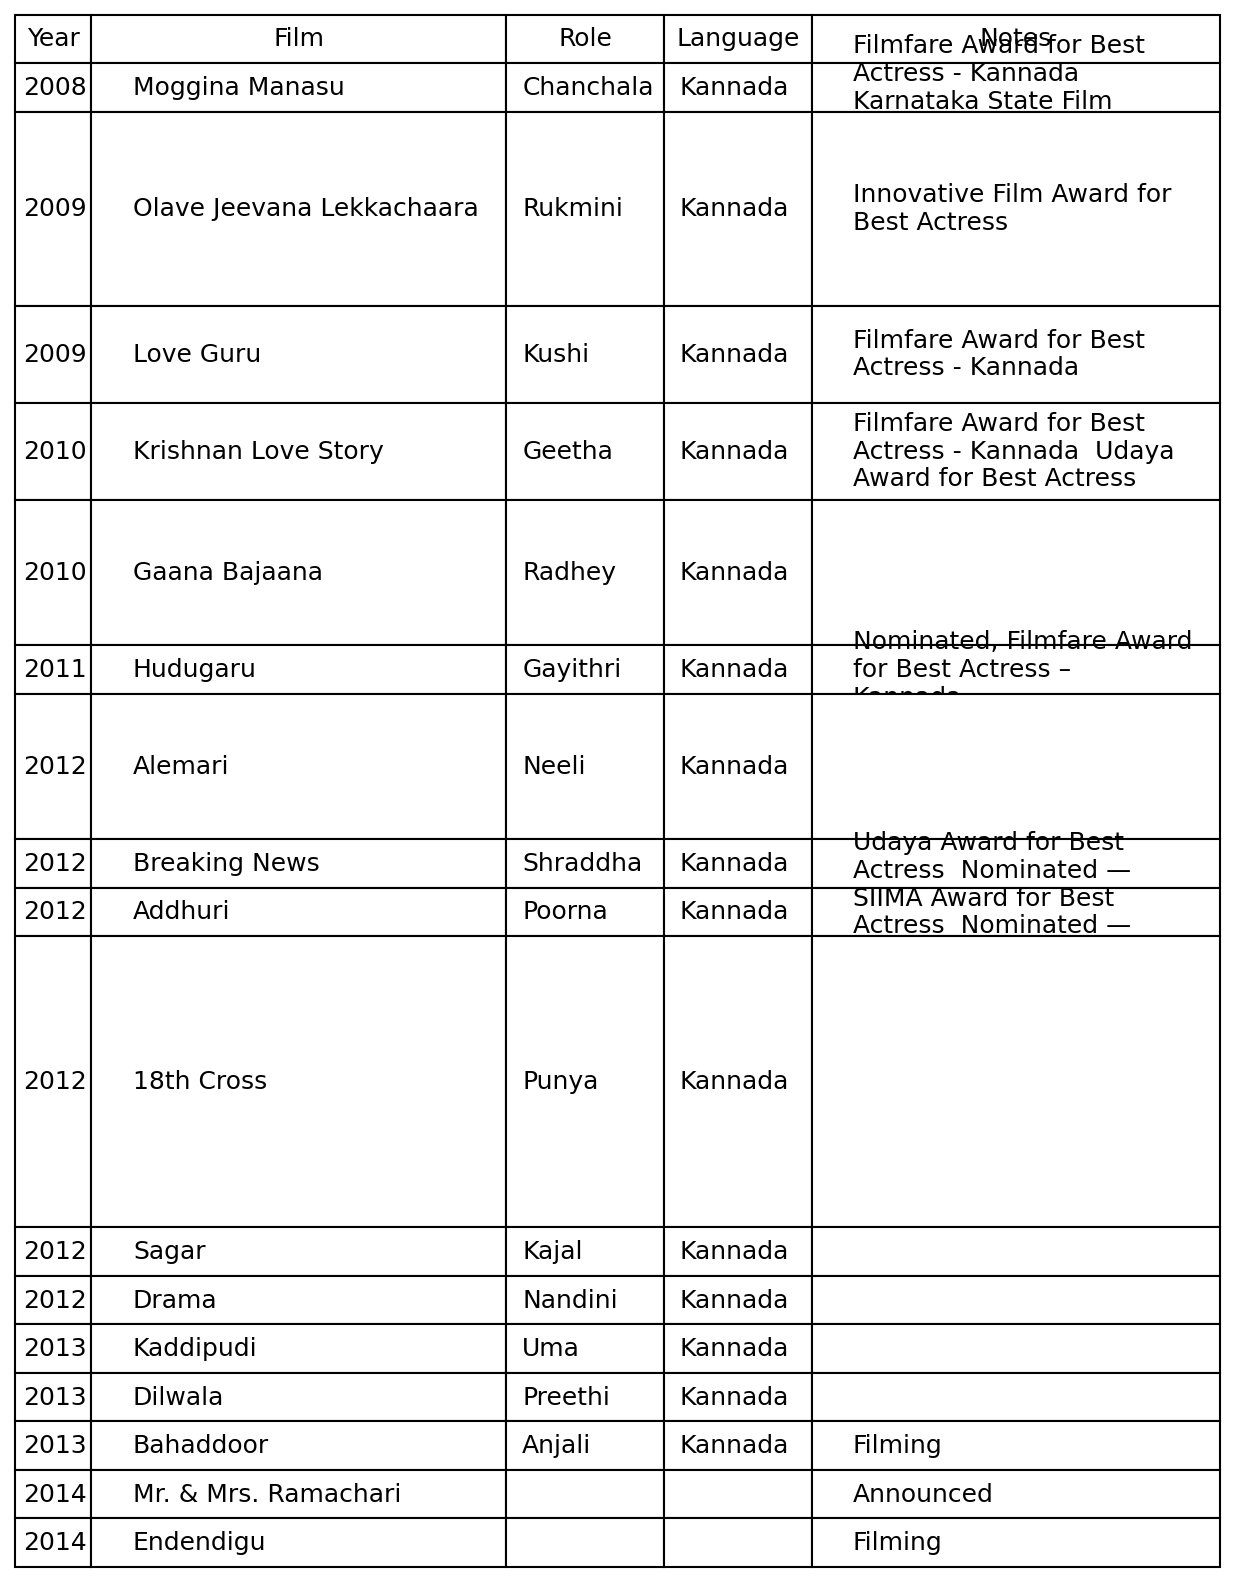 Year Film Role Language Notes
2008 Moggina Manasu Chanchala Kannada Filmfare Award for Best
Actress - Kannada
Karnataka State Film
2009 Olave Jeevana Lekkachaara Rukmini Kannada Innovative Film Award for
Best Actress
2009 Love Guru Kushi Kannada Filmfare Award for Best
Actress - Kannada
2010 Krishnan Love Story Geetha Kannada Filmfare Award for Best
Actress - Kannada  Udaya
Award for Best Actress
2010 Gaana Bajaana Radhey Kannada
2011 Hudugaru Gayithri Kannada Nominated, Filmfare Award
for Best Actress –
Kannada
2012 Alemari Neeli Kannada
2012 Breaking News Shraddha Kannada Udaya Award for Best
Actress  Nominated —
2012 Addhuri Poorna Kannada SIIMA Award for Best
Actress  Nominated —
2012 18th Cross Punya Kannada
2012 Sagar Kajal Kannada
2012 Drama Nandini Kannada
2013 Kaddipudi Uma Kannada
2013 Dilwala Preethi Kannada
2013 Bahaddoor Anjali Kannada Filming
2014 Mr. & Mrs. Ramachari Announced
2014 Endendigu Filming